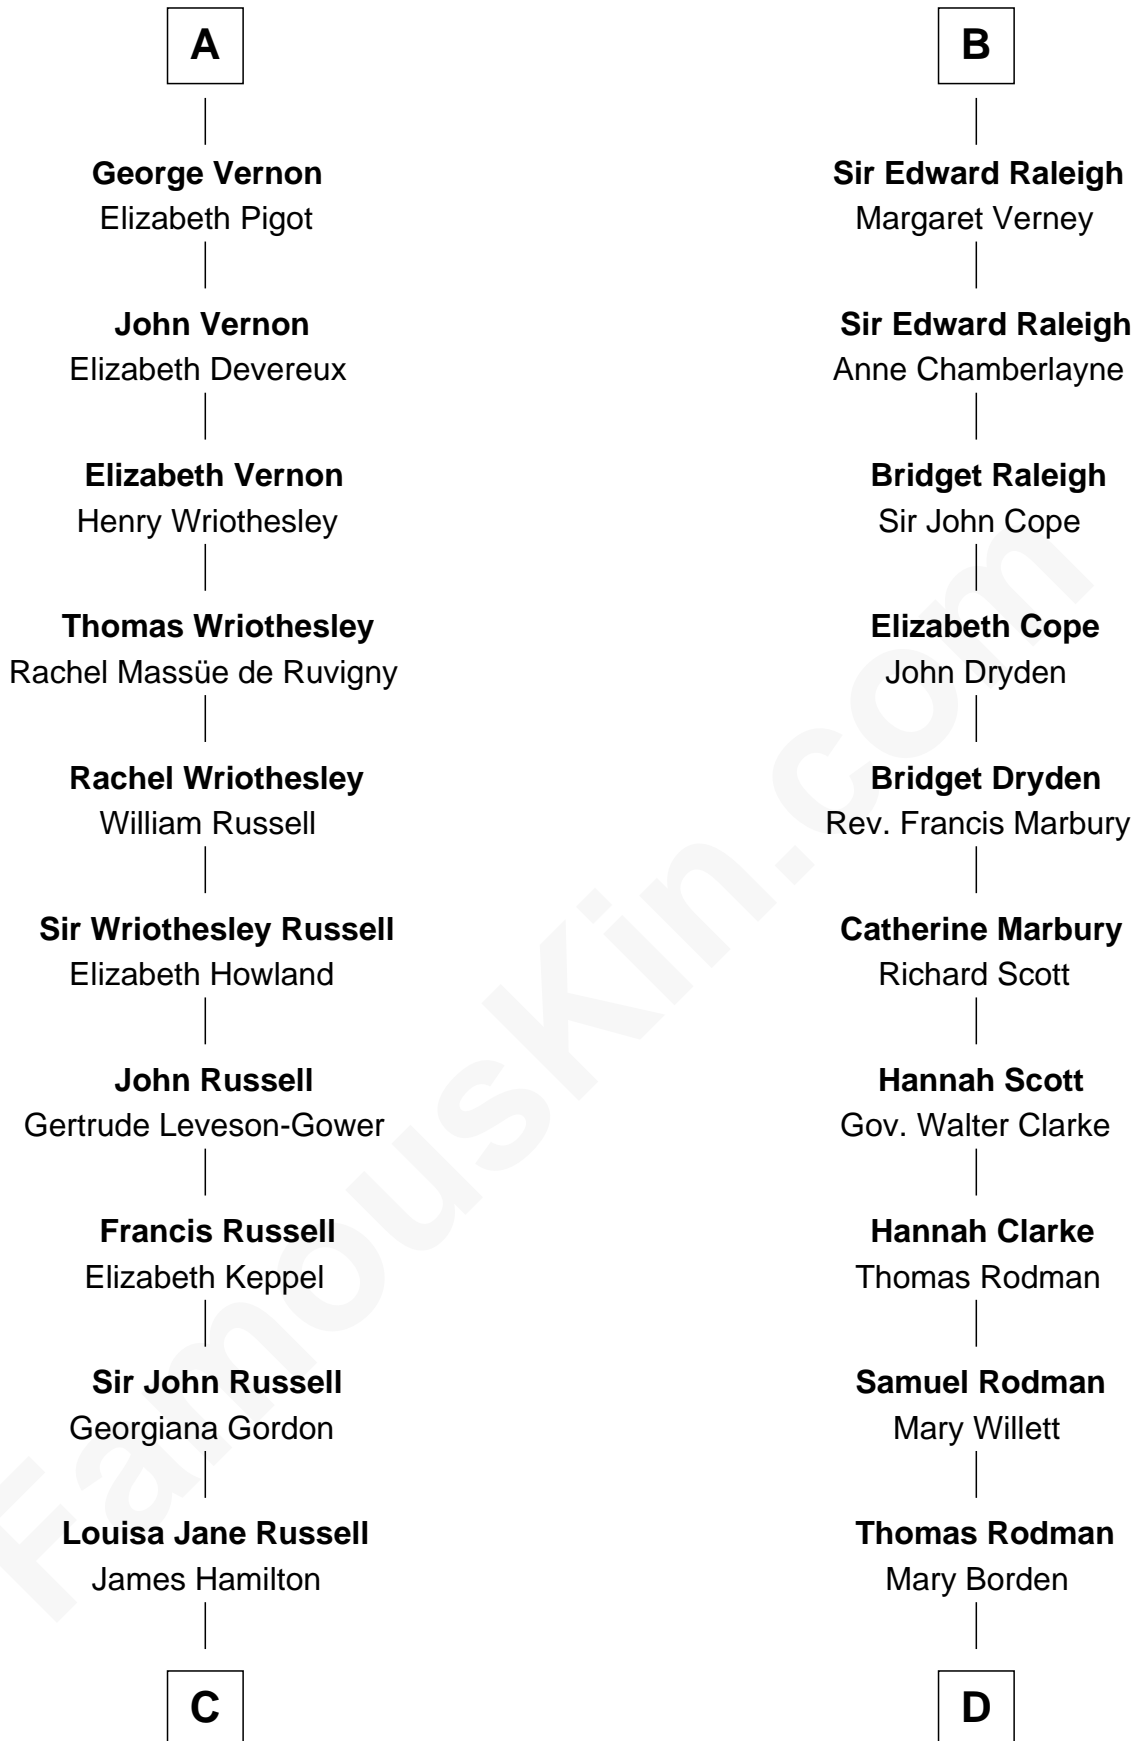 A
George Vernon
Elizabeth Pigot
John Vernon
Elizabeth Devereux
Elizabeth Vernon
Henry Wriothesley
Thomas Wriothesley
Rachel Massüe de Ruvigny
Rachel Wriothesley
William Russell
Sir Wriothesley Russell
Elizabeth Howland
John Russell
Gertrude Leveson-Gower
Francis Russell
Elizabeth Keppel
Sir John Russell
Georgiana Gordon
Louisa Jane Russell
James Hamilton
C
B
Sir Edward Raleigh
Margaret Verney
Sir Edward Raleigh
Anne Chamberlayne
Bridget Raleigh
Sir John Cope
Elizabeth Cope
John Dryden
Bridget Dryden
Rev. Francis Marbury
Catherine Marbury
Richard Scott
Hannah Scott
Gov. Walter Clarke
Hannah Clarke
Thomas Rodman
Samuel Rodman
Mary Willett
Thomas Rodman
Mary Borden
D
FamousKin.com